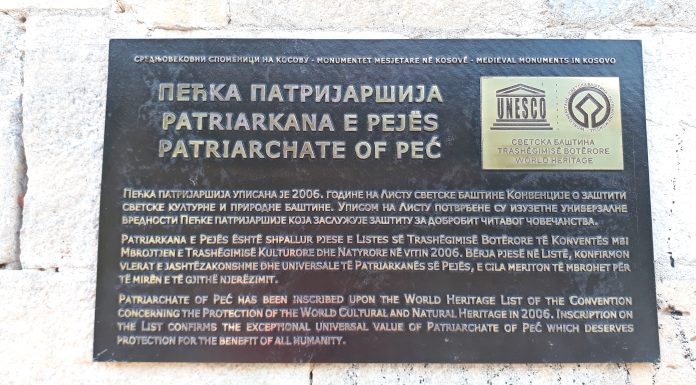 СРЕДЊОВЕКОВНИ СПОМЕНИЦИ НА КОСОВУ - MONUMENTET MESJETARE NË KOSOVË - MEDIEVAL MONUMENTS IN KOSOVO
ПЕЋКА ПАТРИЈАРШИЈА
PATRIARKANA E PEJËS
PATRIARCHATE OF PEĆ
UNESCO
СВЕТСКА БАШТИНА
TRASHËGIMISË BOTËRORE
WORLD HERITAGE
ПЕЋКА ПАТРИЈАРШИЈА УПИСАНА ЈЕ 2006. ГОДИНЕ НА ЛИСТУ СВЕТСКЕ БАШТИНЕ КОНВЕНЦИЈЕ О ЗАШТИТИ
СВЕТСКЕ КУЛТУРНЕ И ПРИРОДНЕ БАШТИНЕ. УПИСОМ НА ЛИСТУ ПОТВРЂЕНЕ СУ ИЗУЗЕТНЕ УНИВЕРЗАЛНЕ
ВРЕДНОСТИ ПЕЋКЕ ПАТРИЈАРШИЈЕ КОЈА ЗАСЛУЖУЈЕ ЗАШТИТУ ЗА ДОБРОБИТ ЧИТАВОГ ЧОВЕЧАНСТВА.
PATRIARKANA E PEJËS ËSHTË SHPALLUR PJESE E LISTES SË TRASHËGIMISË BOTËRORE TË KONVENTËS MBI
MBROJTJEN E TRASHËGIMISË KULTURORE DHE NATYRORE NË VITIN 2006. BËRJA PJESË NË LISTË, KONFIRMON
VLERAT E JASHTËZAKONSHME DHE UNIVERSALE TË PATRIARKANËS SË PEJËS, E CILA MERITON TË MBROHET PËR
TË MIRËN E TË GJITHË NJERËZIMIT.
PATRIARCHATE OF PEĆ HAS BEEN INSCRIBED UPON THE WORLD HERITAGE LIST OF THE CONVENTION
CONCERNING THE PROTECTION OF THE WORLD CULTURAL AND NATURAL HERITAGE IN 2006. INSCRIPTION ON
THE LIST CONFIRMS THE EXCEPTIONAL UNIVERSAL VALUE OF PATRIARCHATE OF PEĆ WHICH DESERVES
PROTECTION FOR THE BENEFIT OF ALL HUMANITY.